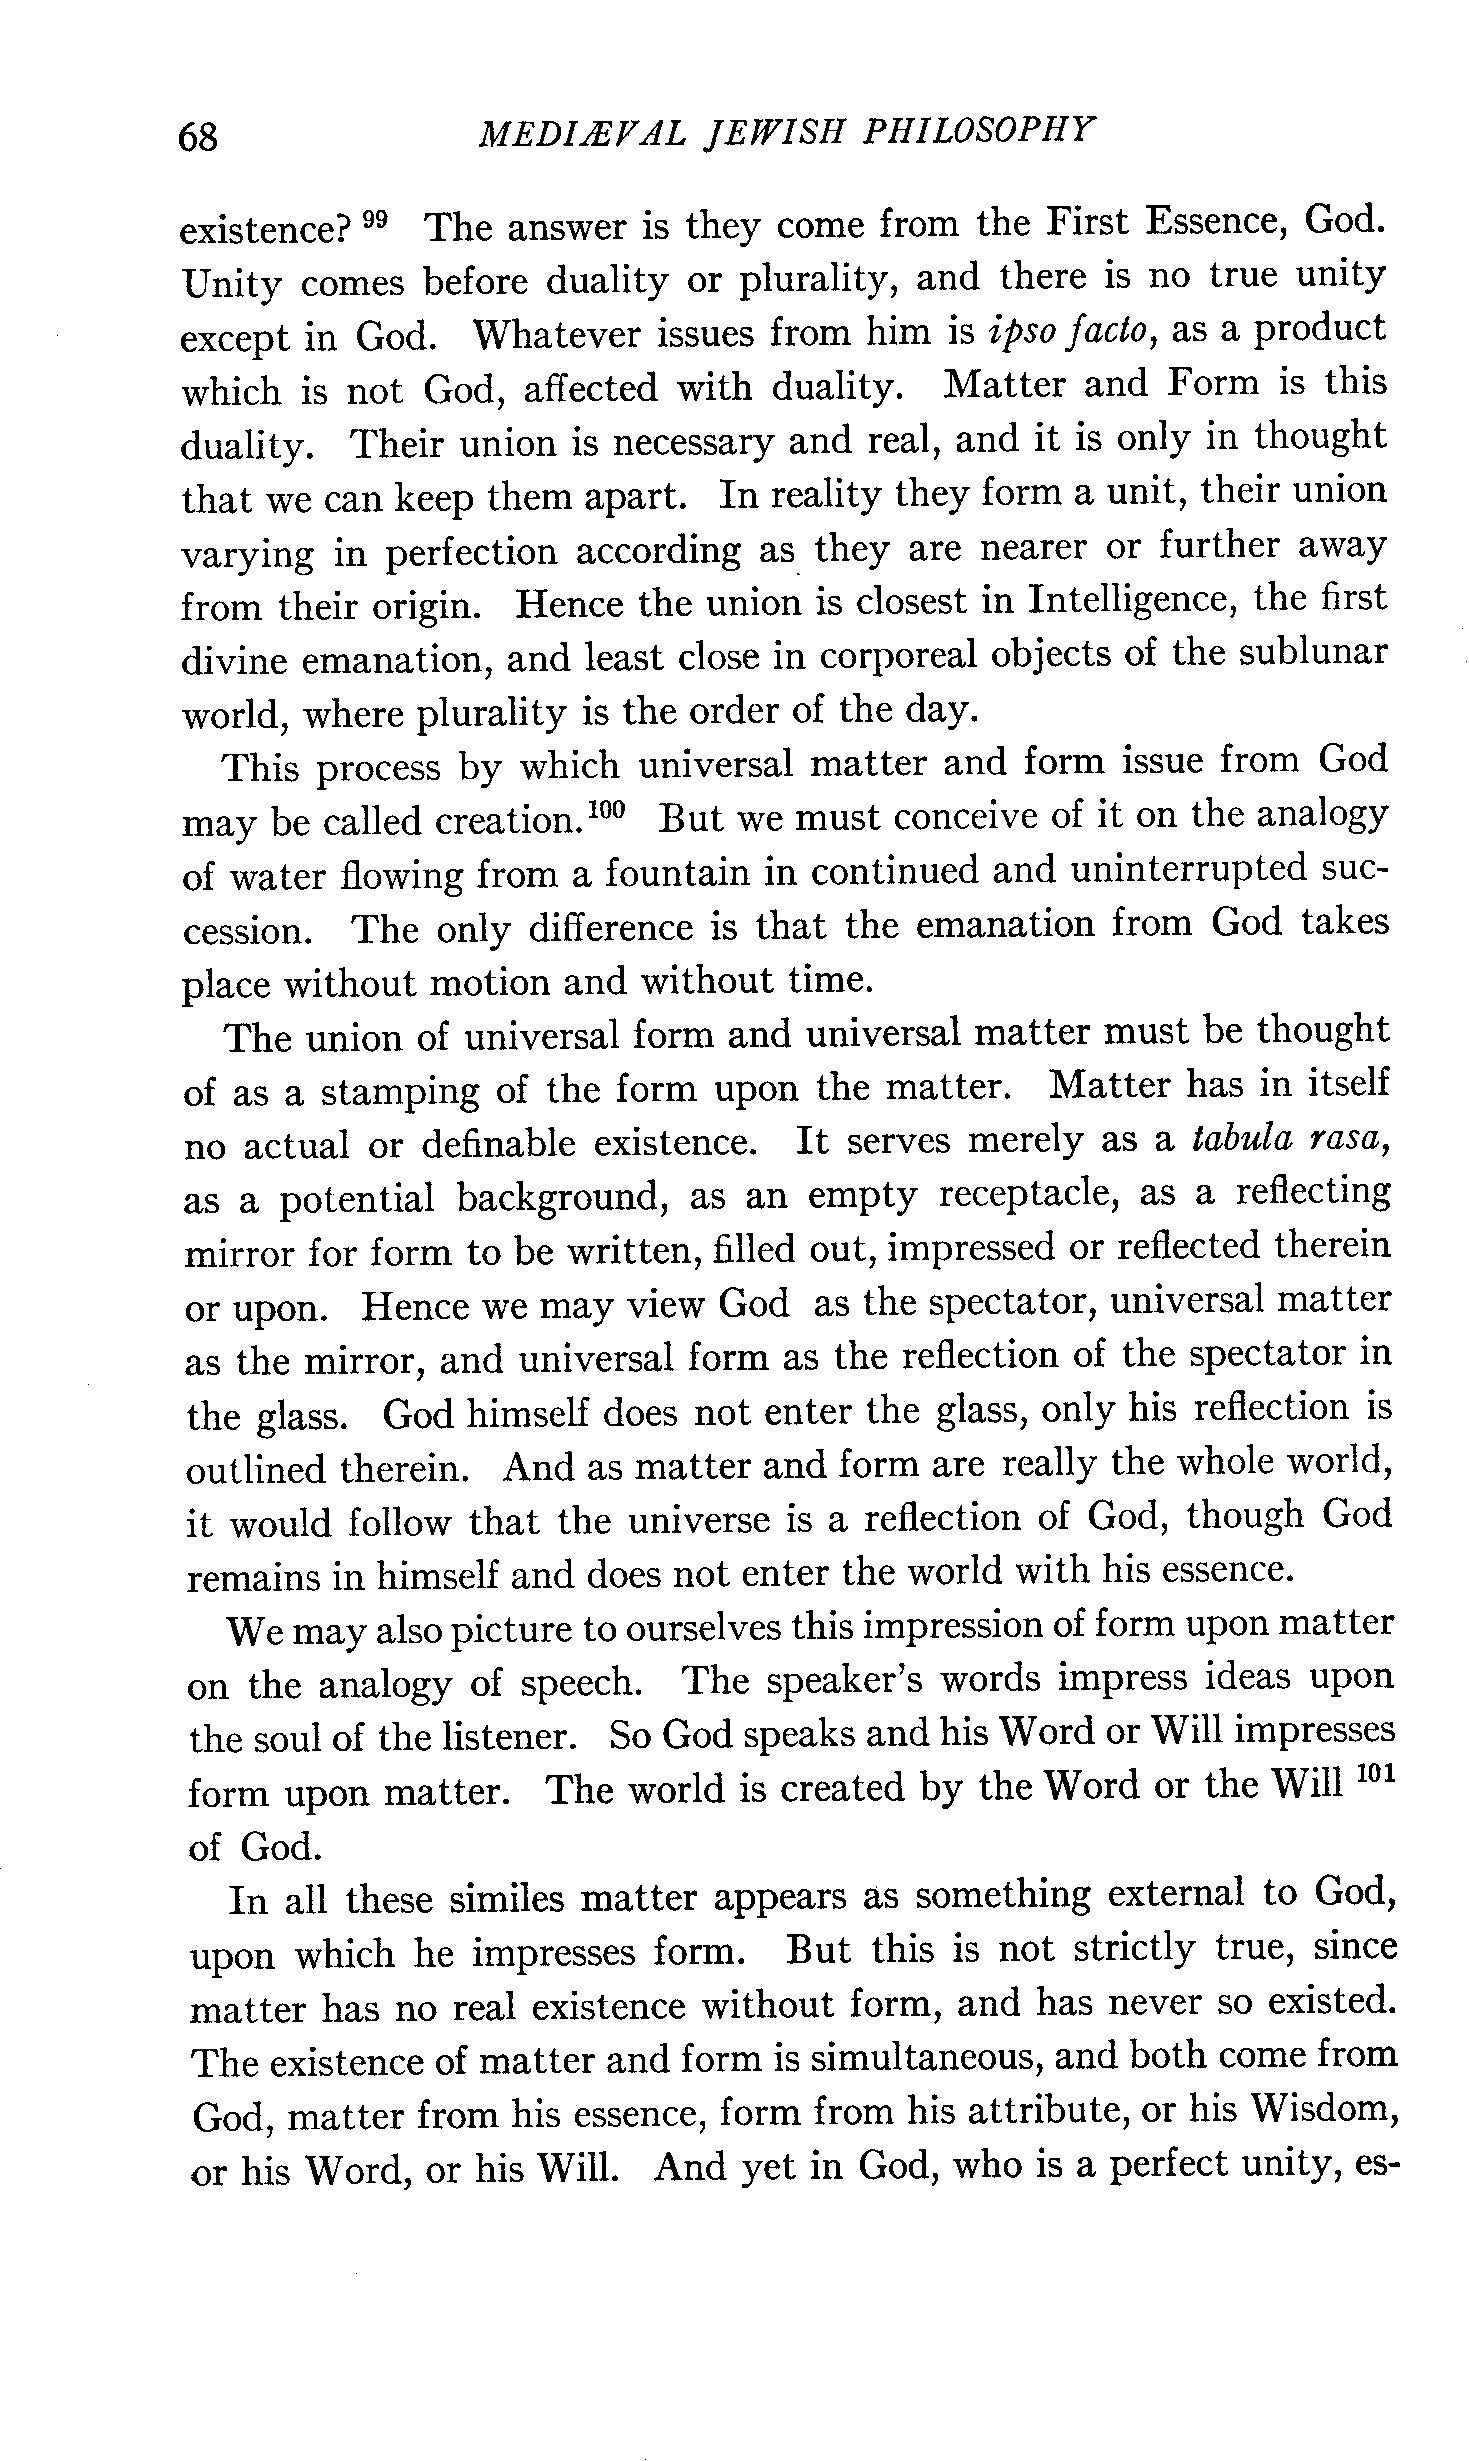 68 MEDIÆVAL JEWISH PHILOSOPHY
existence? 99 The answer is they come from the First Essence, God.
Unity comes before duality or plurality, and there is no true unity
except in God. Whatever issues from him is ipso facto, as a product
which is not God, affected with duality. Matter and Form is this
duality. Their union is necessary and real, and it is only in thought
that we can keep them apart. In reality they form a unit, their union
varying in perfection according as they are nearer or further away
from their origin. Hence the union is closest in Intelligence, the first
divine emanation, and least close in corporeal objects of the sublunar
world, where plurality is the order of the day.
This process by which universal matter and form issue from God
may be called creation.100 But we must conceive of it on the analogy
of water flowing from a fountain in continued and uninterrupted suc-
cession. The only difference is that the emanation from God takes
place without motion and without time.
The union of universal form and universal matter must be thought
of as a stamping of the form upon the matter. Matter has in itself
no actual or definable existence. It serves merely as a tabula rasa,
as a potential background, as an empty receptacle, as a reflecting
mirror for form to be written, filled out, impressed or reflected therein
or upon. Hence we may view God as the spectator, universal matter
as the mirror, and universal form as the reflection of the spectator in
the glass. God himself does not enter the glass, only his reflection is
outlined therein. And as matter and form are really the whole world,
it would follow that the universe is a reflection of God, though God
remains in himself and does not enter the world with his essence.
We may also picture to ourselves this impression of form upon matter
on the analogy of speech. The speaker's words impress ideas upon
the soul of the listener. So God speaks and his Word or Will impresses
form upon matter. The world is created by the Word or the Will 101
of God.
In all these similes matter appears as something external to God,
upon which he impresses form. But this is not strictly true, since
matter has no real existence without form, and has never so existed.
The existence of matter and form is simultaneous, and both come from
God, matter from his essence, form from his attribute, or his Wisdom,
or his Word, or his Will. And yet in God, who is a perfect unity, es-